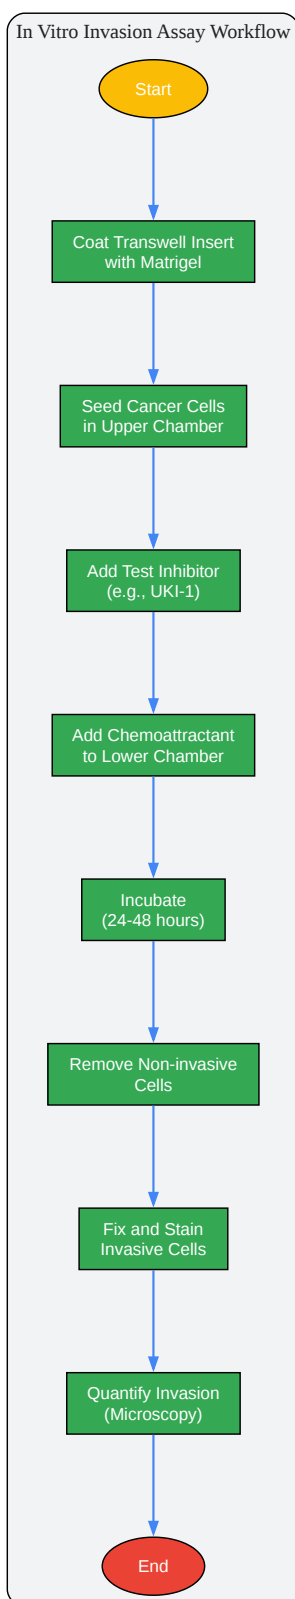 In Vitro Invasion Assay Workflow
Start
Coat Transwell Insert
with Matrigel
Seed Cancer Cells
in Upper Chamber
Add Test Inhibitor
(e.g., UKI-1)
Add Chemoattractant
to Lower Chamber
Incubate
(24-48 hours)
Remove Non-invasive
Cells
Fix and Stain
Invasive Cells
Quantify Invasion
(Microscopy)
End